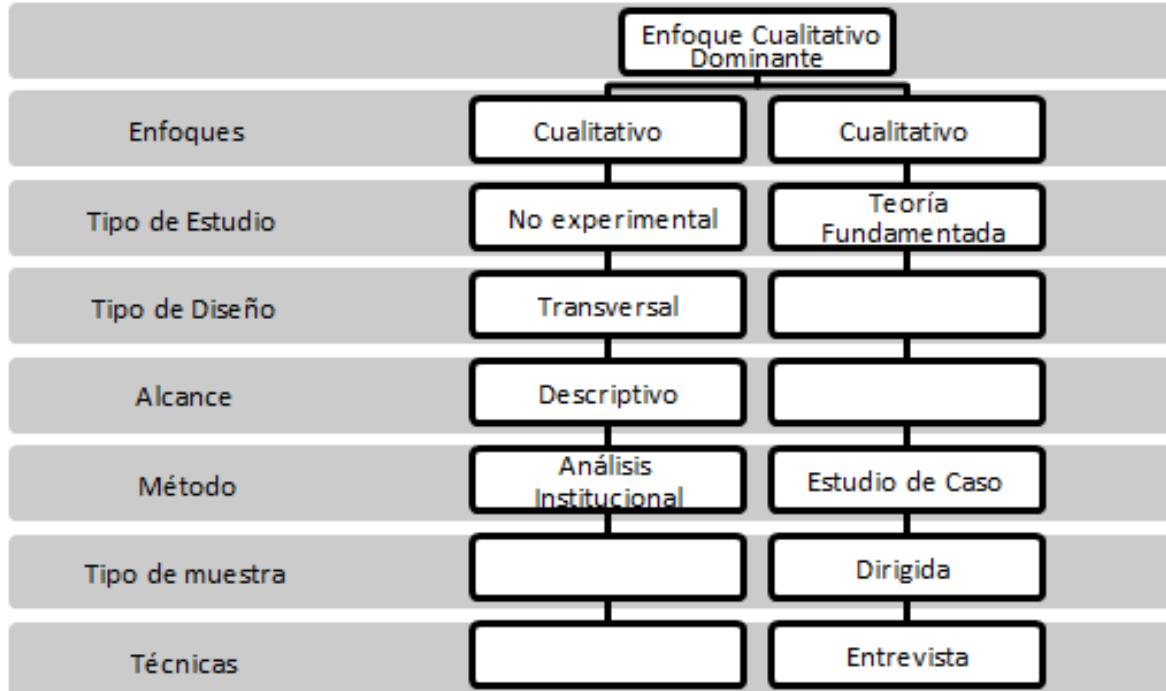 Enfoque Cualitativo
Dominante
Enfoques
Cualitativo
Cualitativo
Tipo de Estudio
No experimental
Teoría
Fundamentada
Tipo de Diseño
Transversal
Alcance
Descriptivo
Método
Análisis
Institucional
Estudio de Caso
Tipo de muestra
Dirigida
Técnicas
Entrevista